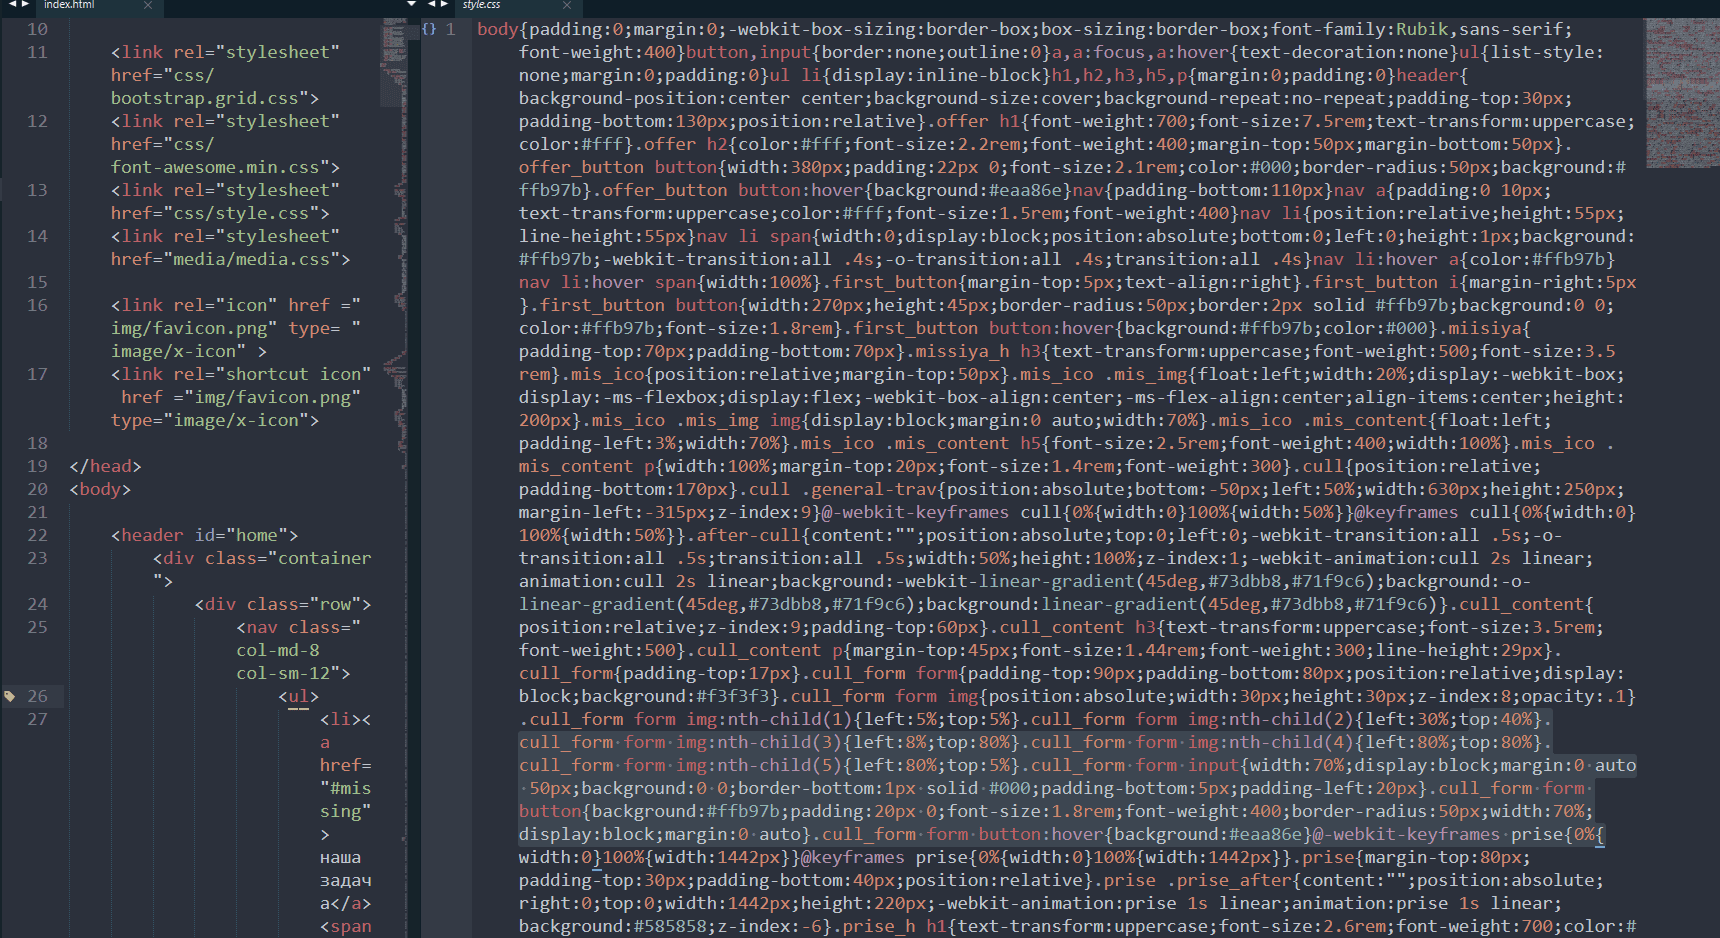 index.html
style.css
10
11 <link rel="stylesheet"
href="css/
bootstrap.grid.css">
12 <link rel="stylesheet"
href="css/
font-awesome.min.css">
13 <link rel="stylesheet"
href="css/style.css">
14 <link rel="stylesheet"
href="media/media.css">
15
16 <link rel="icon" href ="
img/favicon.png" type= "
image/x-icon" >
17 <link rel="shortcut icon"
href ="img/favicon.png"
type="image/x-icon">
18
19 </head>
20 <body>
21
22 <header id="home">
23 <div class="container
">
24 <div class="row">
25 <nav class="
col-md-8
col-sm-12">
26 <ul>
27 <li><
a
href=
"#mis
sing"
>
наша
задач
а</a>
<span
{} 1 body{padding:0;margin:0;-webkit-box-sizing:border-box;box-sizing:border-box;font-family:Rubik,sans-serif;
font-weight:400}button,input{border:none;outline:0}a,a:focus,a:hover{text-decoration:none}ul{list-style:
none;margin:0;padding:0}ul li{display:inline-block}h1,h2,h3,h5,p{margin:0;padding:0}header{
background-position:center center;background-size:cover;background-repeat:no-repeat;padding-top:30px;
padding-bottom:130px;position:relative}.offer h1{font-weight:700;font-size:7.5rem;text-transform:uppercase;
color:#fff}.offer h2{color:#fff;font-size:2.2rem;font-weight:400;margin-top:50px;margin-bottom:50px}.
offer_button button{width:380px;padding:22px 0;font-size:2.1rem;color:#000;border-radius:50px;background:#
ffb97b}.offer_button button:hover{background:#eaa86e}nav{padding-bottom:110px}nav a{padding:0 10px;
text-transform:uppercase;color:#fff;font-size:1.5rem;font-weight:400}nav li{position:relative;height:55px;
line-height:55px}nav li span{width:0;display:block;position:absolute;bottom:0;left:0;height:1px;background:
#ffb97b;-webkit-transition:all .4s;-o-transition:all .4s;transition:all .4s}nav li:hover a{color:#ffb97b}
nav li:hover span{width:100%}.first_button{margin-top:5px;text-align:right}.first_button i{margin-right:5px
}.first_button button{width:270px;height:45px;border-radius:50px;border:2px solid #ffb97b;background:0 0;
color:#ffb97b;font-size:1.8rem}.first_button button:hover{background:#ffb97b;color:#000}.miisiya{
padding-top:70px;padding-bottom:70px}.missiya_h h3{text-transform:uppercase;font-weight:500;font-size:3.5
rem}.mis_ico{position:relative;margin-top:50px}.mis_ico .mis_img{float:left;width:20%;display:-webkit-box;
display:-ms-flexbox;display:flex;-webkit-box-align:center;-ms-flex-align:center;align-items:center;height:
200px}.mis_ico .mis_img img{display:block;margin:0 auto;width:70%}.mis_ico .mis_content{float:left;
padding-left:3%;width:70%}.mis_ico .mis_content h5{font-size:2.5rem;font-weight:400;width:100%}.mis_ico .
mis_content p{width:100%;margin-top:20px;font-size:1.4rem;font-weight:300}.cull{position:relative;
padding-bottom:170px}.cull .general-trav{position:absolute;bottom:-50px;left:50%;width:630px;height:250px;
margin-left:-315px;z-index:9}@-webkit-keyframes cull{0%{width:0}100%{width:50%}}@keyframes cull{0%{width:0}
100%{width:50%}}.after-cull{content:"";position:absolute;top:0;left:0;-webkit-transition:all .5s;-o-
transition:all .5s;transition:all .5s;width:50%;height:100%;z-index:1;-webkit-animation:cull 2s linear;
animation:cull 2s linear;background:-webkit-linear-gradient(45deg,#73dbb8,#71f9c6);background:-o-
linear-gradient(45deg,#73dbb8,#71f9c6);background:linear-gradient(45deg,#73dbb8,#71f9c6)}.cull_content{
position:relative;z-index:9;padding-top:60px}.cull_content h3{text-transform:uppercase;font-size:3.5rem;
font-weight:500}.cull_content p{margin-top:45px;font-size:1.44rem;font-weight:300;line-height:29px}.
cull_form{padding-top:17px}.cull_form form{padding-top:90px;padding-bottom:80px;position:relative;display:
block;background:#f3f3f3}.cull_form form img{position:absolute;width:30px;height:30px;z-index:8;opacity:.1}
.cull_form form img:nth-child(1){left:5%;top:5%}.cull_form form img:nth-child(2){left:30%;top:40%}.
cull_form form img:nth-child(3){left:8%;top:80%}.cull_form form img:nth-child(4){left:80%;top:80%}.
cull_form form img:nth-child(5){left:80%;top:5%}.cull_form form input{width:70%;display:block;margin:0 auto
50px;background:0 0;border-bottom:1px solid #000;padding-bottom:5px;padding-left:20px}.cull_form form
button{background:#ffb97b;padding:20px 0;font-size:1.8rem;font-weight:400;border-radius:50px;width:70%;
display:block;margin:0 auto}.cull_form form button:hover{background:#eaa86e}@-webkit-keyframes prise{0%{
width:0}100%{width:1442px}}@keyframes prise{0%{width:0}100%{width:1442px}}.prise{margin-top:80px;
padding-top:30px;padding-bottom:40px;position:relative}.prise .prise_after{content:"";position:absolute;
right:0;top:0;width:1442px;height:220px;-webkit-animation:prise 1s linear;animation:prise 1s linear;
background:#585858;z-index:-6}.prise_h h1{text-transform:uppercase;font-size:2.6rem;font-weight:700;color:#